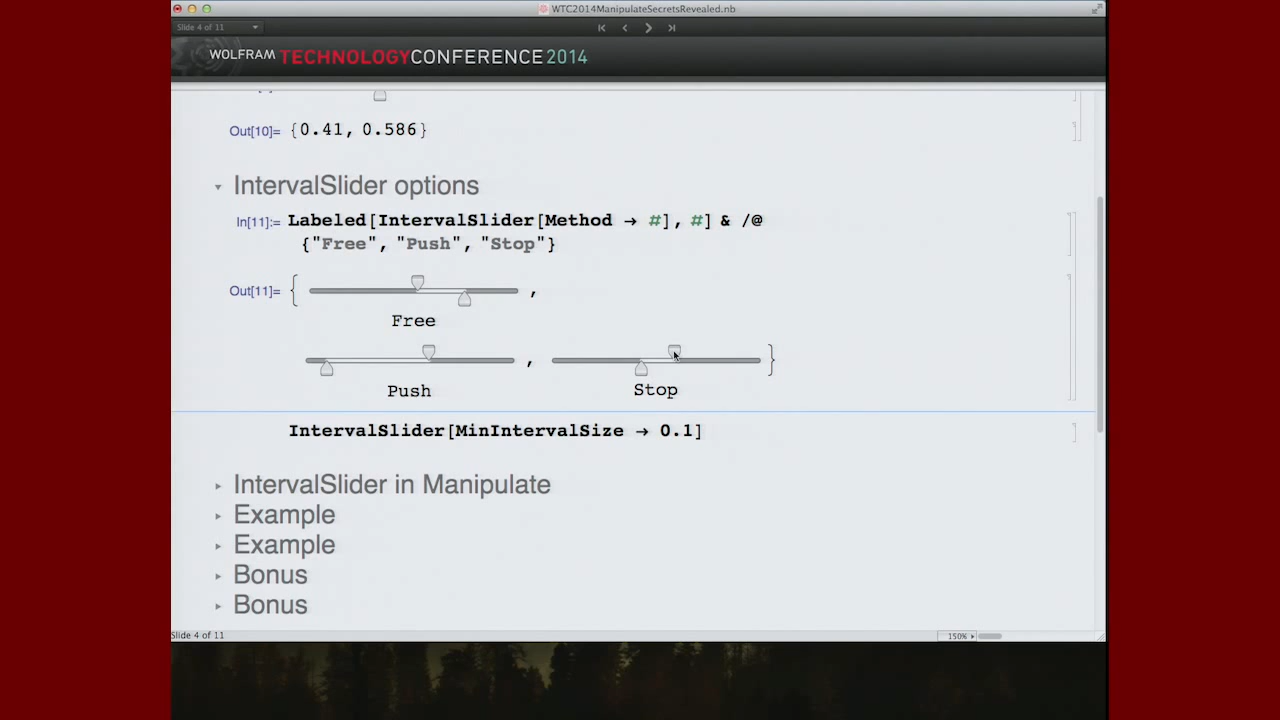 WTC2014ManipulateSecretsRevealed.nb
Slide 4 of 11
WOLFRAM TECHNOLOGYCONFERENCE 2014
Out[10]= {0.41, 0.586}
IntervalSlider options
In[11]:= Labeled[IntervalSlider[Method → #], #] & /@
{"Free", "Push", "Stop"}
Out[11]= { ,
Free
, }
Push Stop
IntervalSlider[MinIntervalSize → 0.1]
IntervalSlider in Manipulate
Example
Example
Bonus
Bonus
Slide 4 of 11 150%